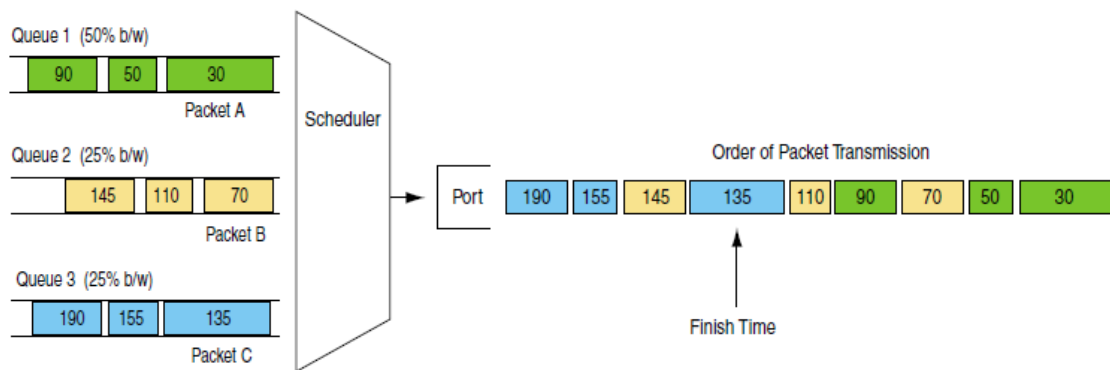 Queue 1 (50% b/w)
90 50 30
Packet A
Queue 2 (25% b/w)
145 110 70
Packet B
Queue 3 (25% b/w)
190 155 135
Packet C
Scheduler
Port
Order of Packet Transmission
190 155 145 135 110 90 70 50 30
Finish Time